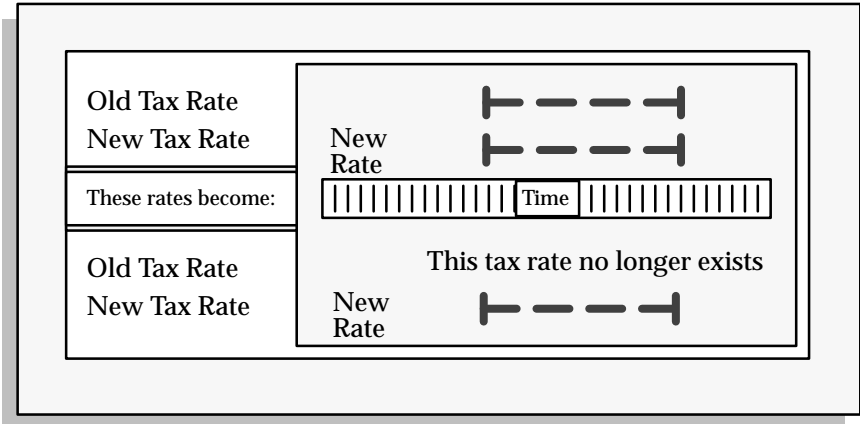 Old Tax Rate
New Tax Rate
New
Rate
These rates become:
Time
Old Tax Rate
This tax rate no longer exists
New Tax Rate
New
Rate